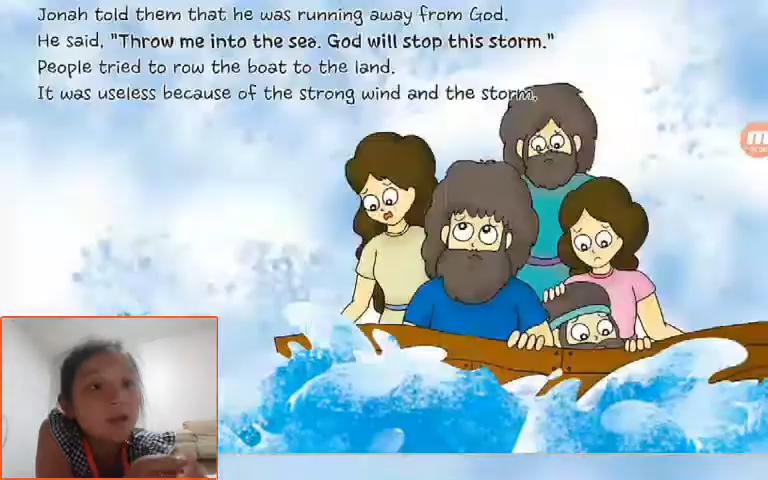 Jonah told them that he was running away from God.
He said, "Throw me into the sea. God will stop this storm."
People tried to row the boat to the land.
It was useless because of the strong wind and the storm.